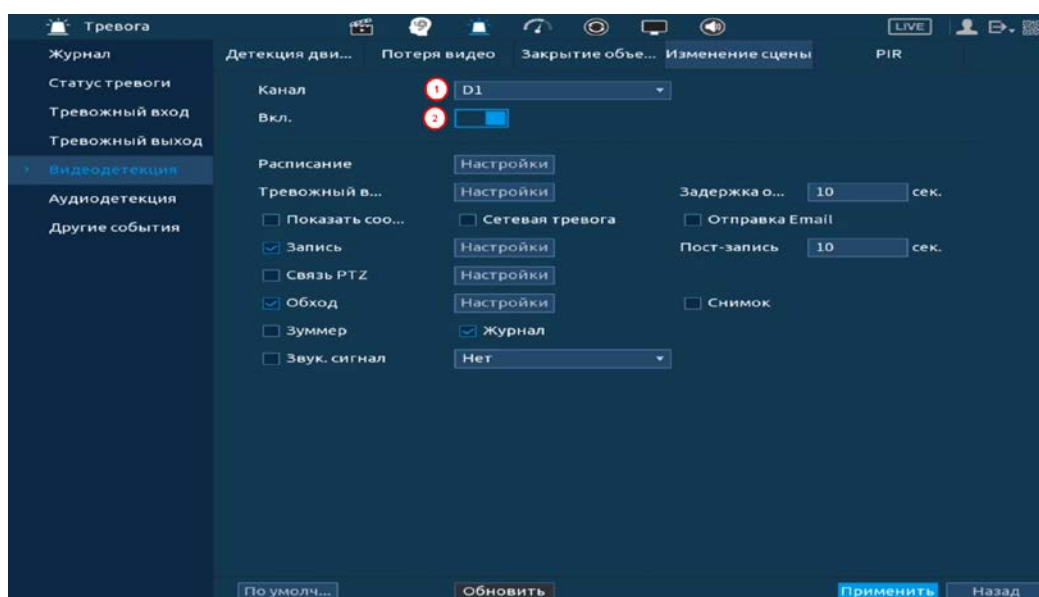 Тревога LIVE
Журнал
Статус тревоги
Тревожный вход
Тревожный выход
Видеодетекция
Аудиодетекция
Другие события
Детекция дви... Потеря видео Закрытие объе... Изменение сцены PIR
Канал 1 D1
Вкл. 2
Расписание Настройки
Тревожный в... Настройки Задержка о... 10 сек.
Показать соо... Сетевая тревога Отправка Email
Запись Настройки Пост-запись 10 сек.
Связь PTZ Настройки
Обход Настройки Снимок
Зуммер Журнал
Звук. сигнал Нет
По умолч... Обновить Применить Назад